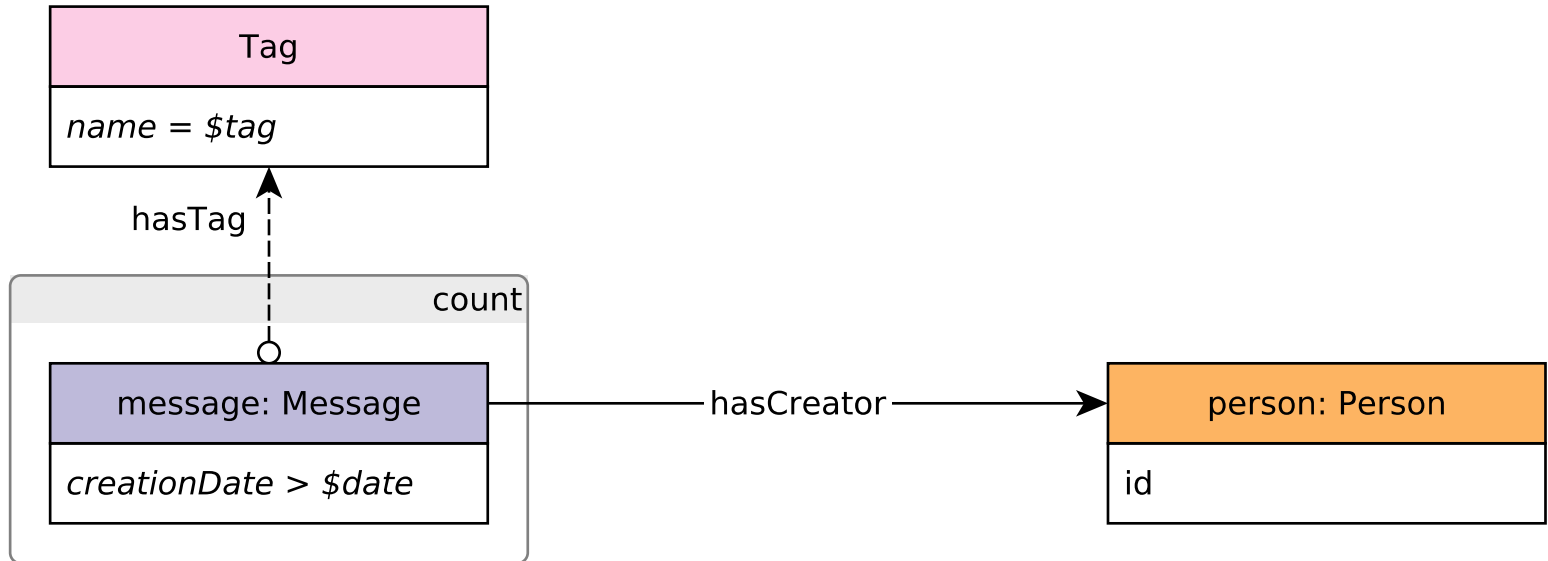 Tag
name = $tag
hasTag
count
message: Message
hasCreator
person: Person
creationDate > $date
id